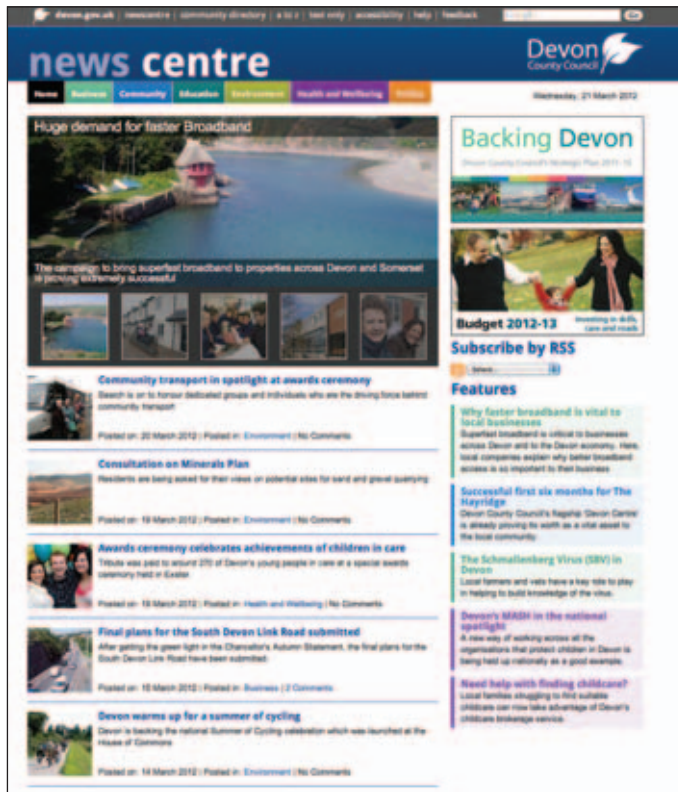 devon.gov.uk | newscentre | community directory | a to z | text only | accessibility | help | feedback
Go
news centre
Devon
County Council
Home Business Community Education Environment Health and Wellbeing Politics
Wednesday, 21 March 2012
Huge demand for faster Broadband
The campaign to bring superfast broadband to properties across Devon and Somerset
is proving extremely successful
Community transport in spotlight at awards ceremony
Search is on to honour dedicated groups and individuals who are the driving force behind
community transport
Posted on: 20 March 2012 | Posted in: Environment | No Comments
Consultation on Minerals Plan
Residents are being asked for their views on potential sites for sand and gravel quarrying
Posted on: 19 March 2012 | Posted in: Environment | No Comments
Awards ceremony celebrates achievements of children in care
Tribute was paid to around 270 of Devon's young people in care at a special awards
ceremony held in Exeter
Posted on: March 2012 | Posted in: Health and Wellbeing | No Comments
Final plans for the South Devon Link Road submitted
After getting the green light in the Chancellor's Autumn Statement, the final plans for the
South Devon Link Road have been submitted
Posted on: 15 March 2012 | Posted in: Business | 2 Comments
Devon warms up for a summer of cycling
Devon is backing the national Summer of Cycling celebration which was launched at the
House of Commons
Posted on: 14 March 2012 | Posted in: Environment | No Comments
Backing Devon
Devon County Council's Strategic Plan 2011-15
Budget 2012-13
Investing in skills,
care and roads
Subscribe by RSS
Select...
Features
Why faster broadband is vital to
local businesses
Superfast broadband is critical to businesses
across Devon and to the Devon economy. Here,
local companies explain why better broadband
access is so important to their business
Successful first six months for The
Hayridge
Devon County Council's flagship 'Devon Centre'
is already proving its worth as a vital asset to
the local community.
The Schmallenberg Virus (SBV) in
Devon
Local farmers and vets have a key role to play
in helping to build knowledge of the virus.
Devon's MASH in the national
spotlight
A new way of working across all the
organisations that protect children in Devon is
being held up nationally as a good example.
Need help with finding childcare?
Local families struggling to find suitable
childcare can now take advantage of Devon's
childcare brokerage service